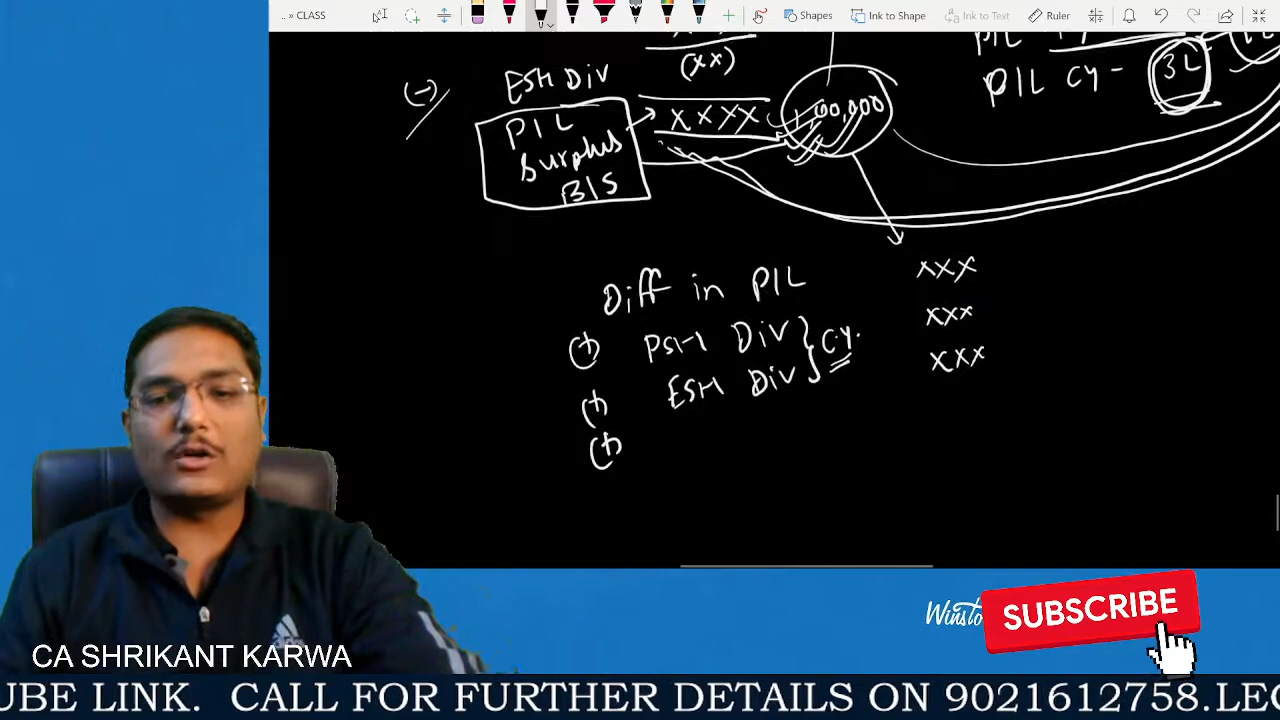 .. » CLASS
Shapes
Ink to Shape
Ink to Text
Ruler
(xx)
P/L CY - 3L
(-) ESH DiV
P/L
Surplus
B/S
XXXX
1,00,000
Diff in P/L XXX
(+) PSH DiV } C.Y. XXX
(+) ESH DiV XXX
(+)
Winsto
SUBSCRIBE
CA SHRIKANT KARWA
UBE LINK. CALL FOR FURTHER DETAILS ON 9021612758.LEC